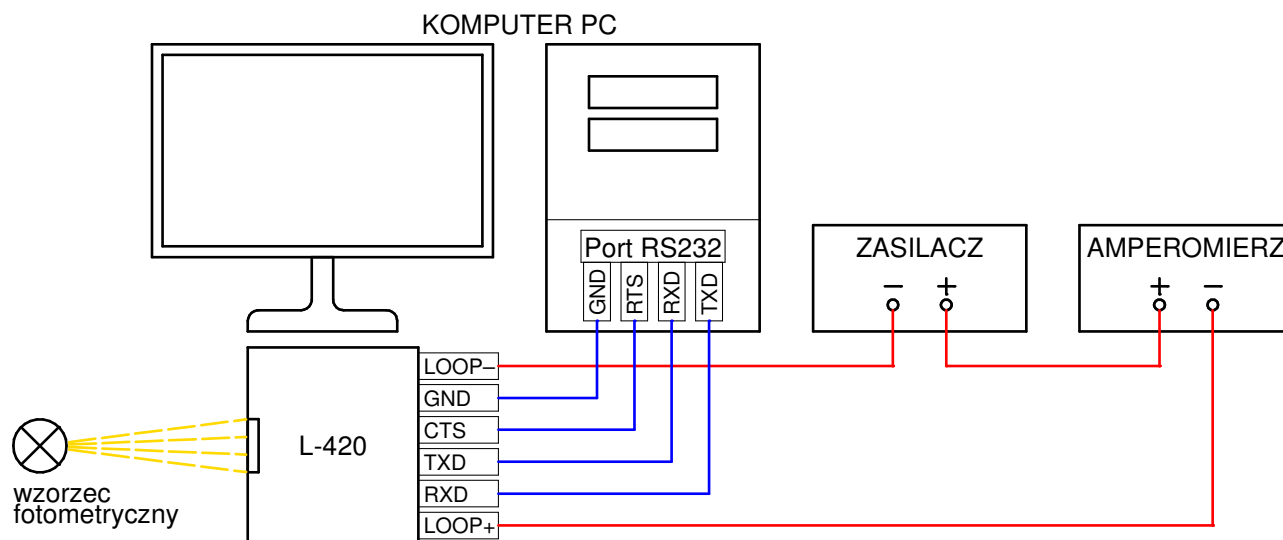 KOMPUTER PC
Port RS232
GND
RTS
RXD
TXD
ZASILACZ
− +
AMPEROMIERZ
+ −
LOOP−
GND
CTS
TXD
RXD
LOOP+
L-420
wzorzec
fotometryczny